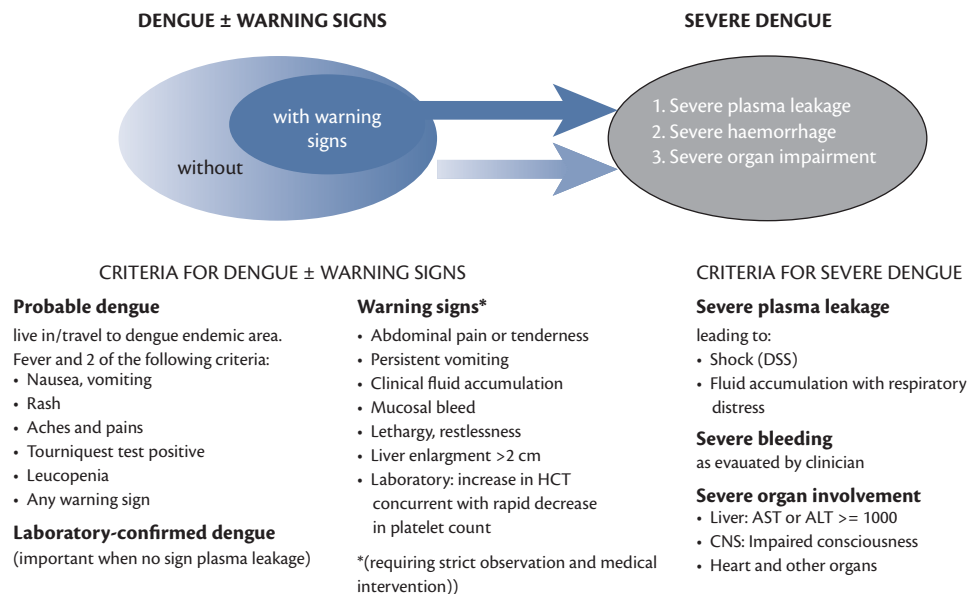 DENGUE ± WARNING SIGNS
SEVERE DENGUE
with warning
signs
without
1. Severe plasma leakage
2. Severe haemorrhage
3. Severe organ impairment
CRITERIA FOR DENGUE ± WARNING SIGNS
Probable dengue
live in/travel to dengue endemic area.
Fever and 2 of the following criteria:
• Nausea, vomiting
• Rash
• Aches and pains
• Tourniquest test positive
• Leucopenia
• Any warning sign
Laboratory-confirmed dengue
(important when no sign plasma leakage)
Warning signs*
• Abdominal pain or tenderness
• Persistent vomiting
• Clinical fluid accumulation
• Mucosal bleed
• Lethargy, restlessness
• Liver enlargment >2 cm
• Laboratory: increase in HCT
concurrent with rapid decrease
in platelet count
*(requiring strict observation and medical
intervention))
CRITERIA FOR SEVERE DENGUE
Severe plasma leakage
leading to:
• Shock (DSS)
• Fluid accumulation with respiratory
distress
Severe bleeding
as evauated by clinician
Severe organ involvement
• Liver: AST or ALT >= 1000
• CNS: Impaired consciousness
• Heart and other organs